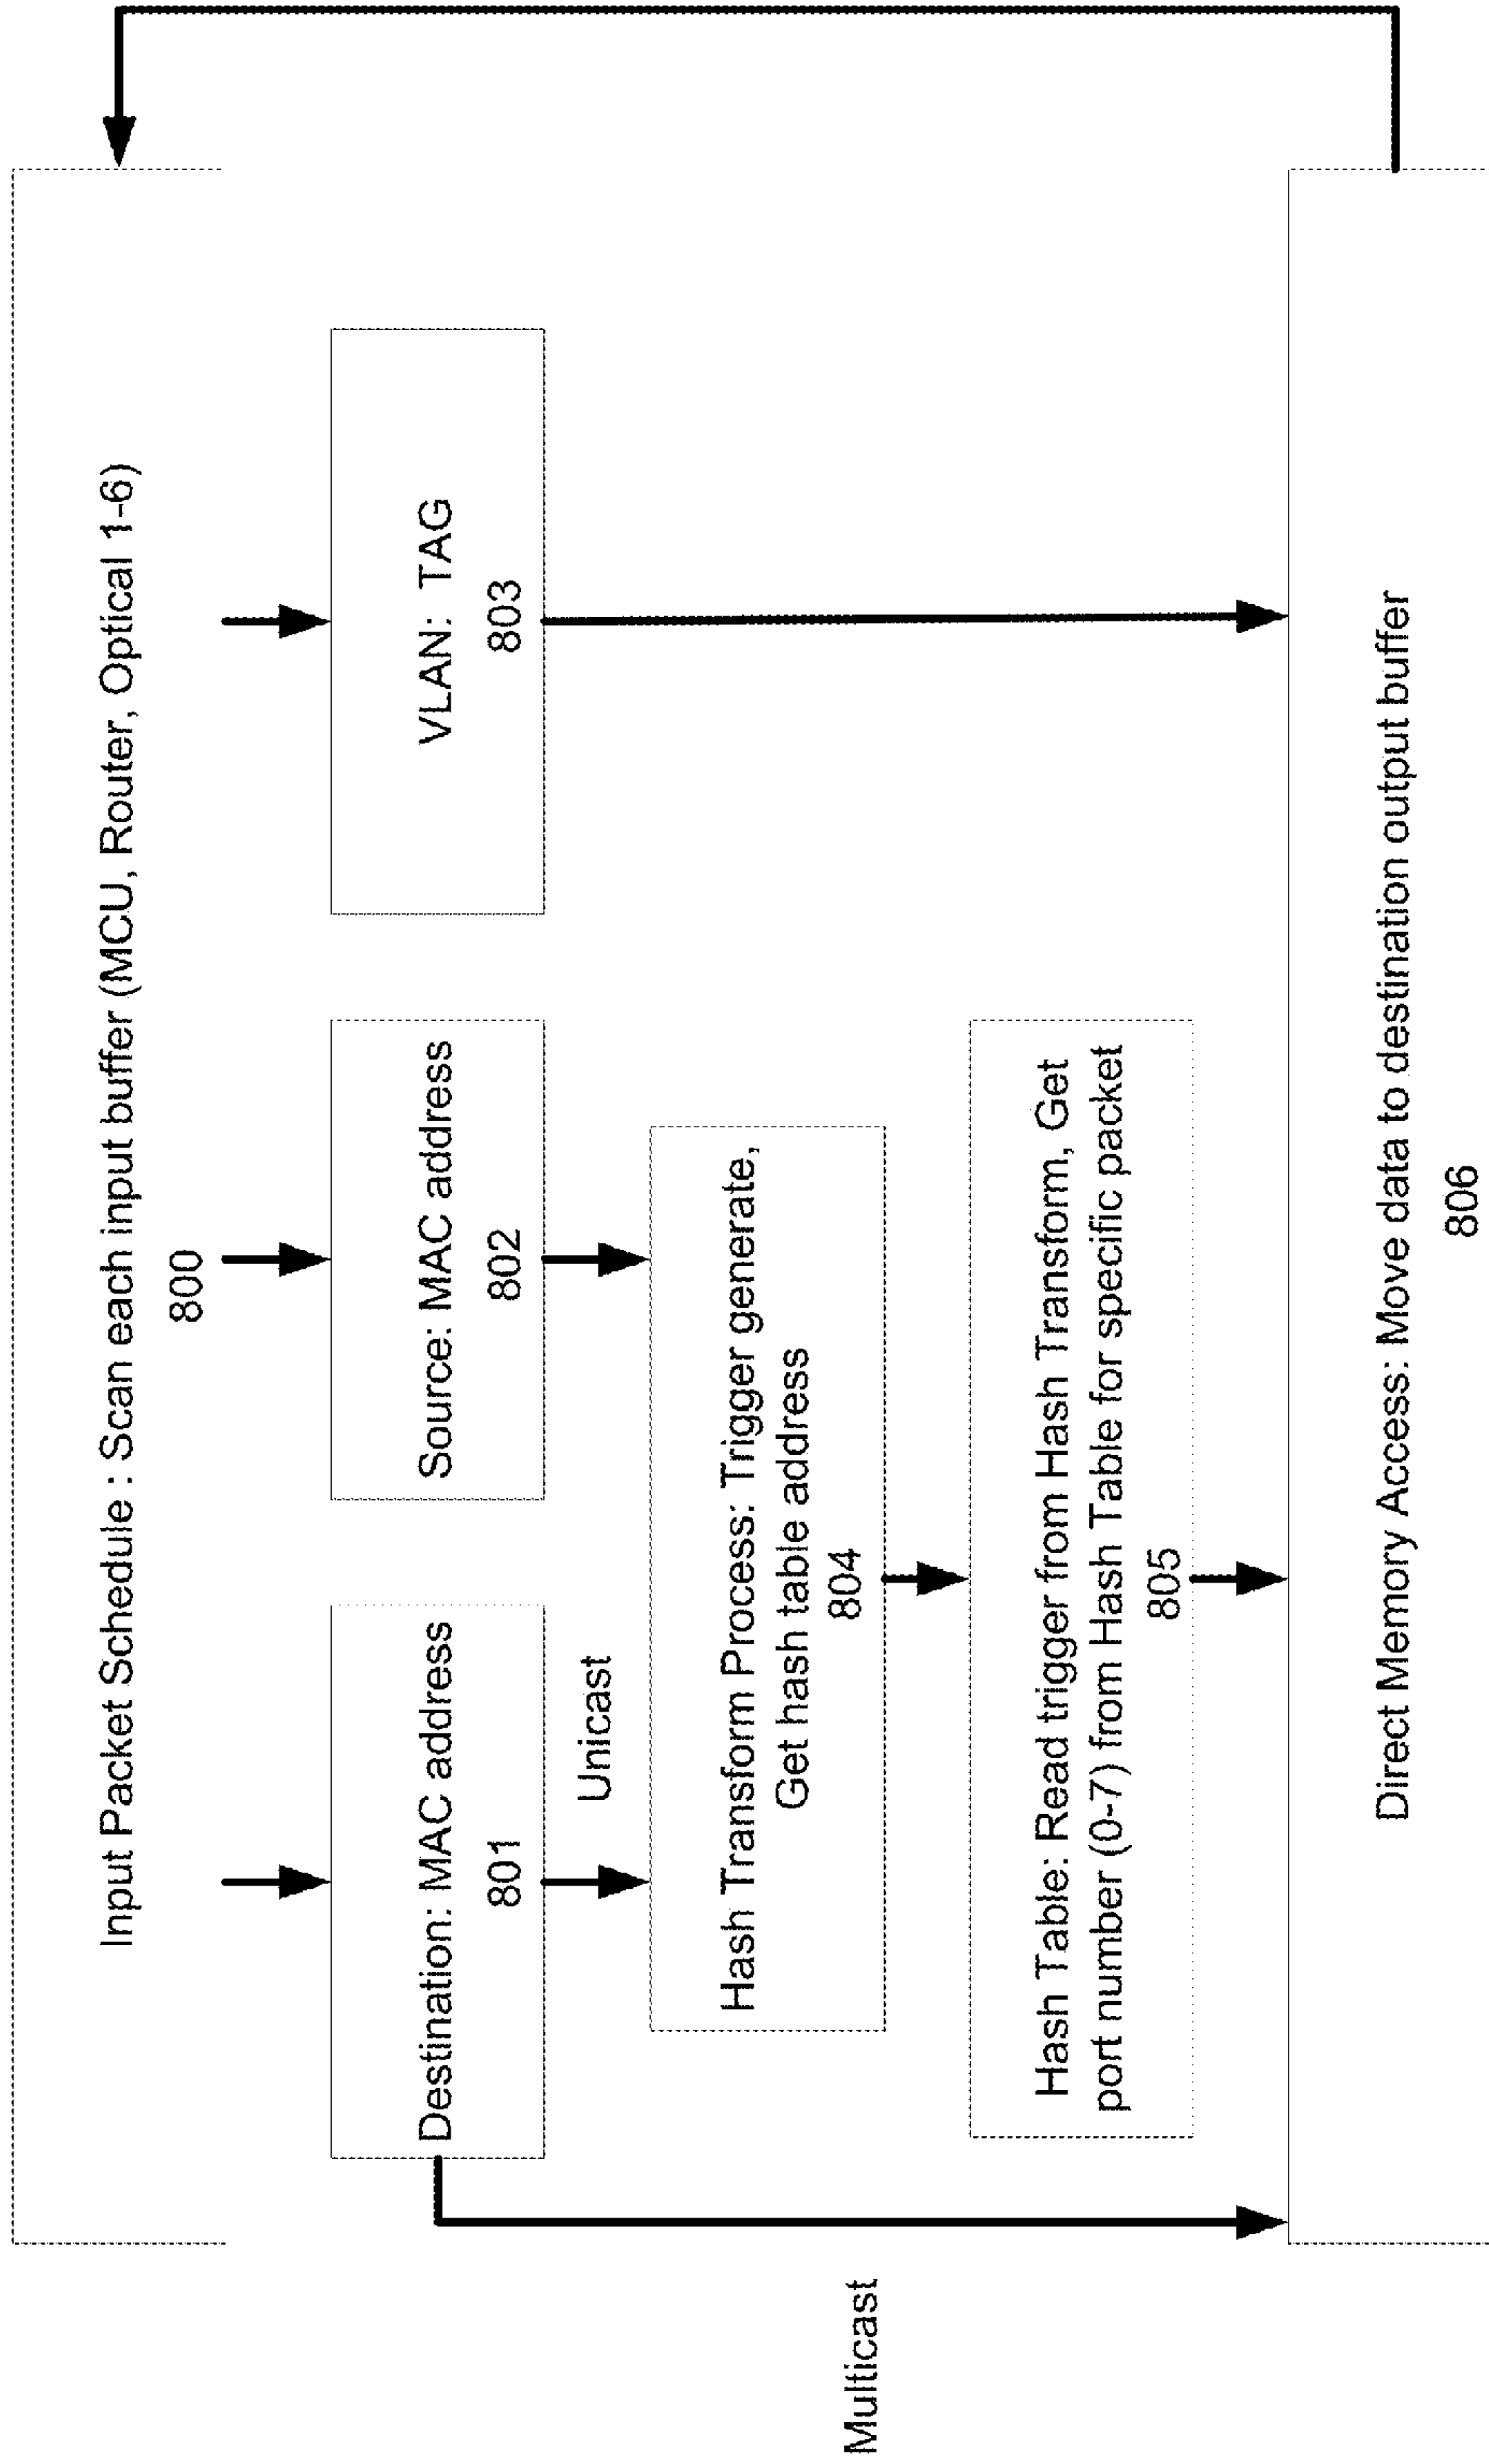 Input Packet Schedule : Scan each input buffer (MCU, Router, Optical 1-6)
800
Destination: MAC address
801
Source: MAC address
802
VLAN: TAG
803
Unicast
Hash Transform Process: Trigger generate,
Get hash table address
804
Multicast
Hash Table: Read trigger from Hash Transform, Get
port number (0-7) from Hash Table for specific packet
805
Direct Memory Access: Move data to destination output buffer
806